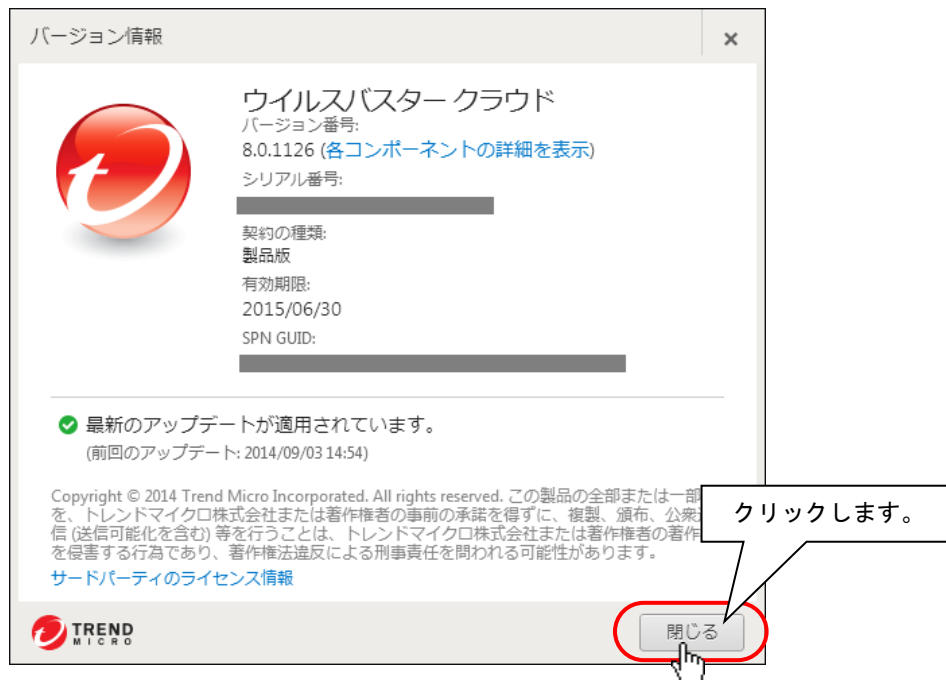 バージョン情報
ウイルスバスター クラウド
バージョン番号:
8.0.1126 (各コンポーネントの詳細を表示)
シリアル番号:
契約の種類:
製品版
有効期限:
2015/06/30
SPN GUID:
最新のアップデートが適用されています。
(前回のアップデート: 2014/09/03 14:54)
Copyright © 2014 Trend Micro Incorporated. All rights reserved. この製品の全部または一部
を、トレンドマイクロ株式会社または著作権者の事前の承諾を得ずに、複製、頒布、公衆
信 (送信可能化を含む) 等を行うことは、トレンドマイクロ株式会社または著作権者の著作
を侵害する行為であり、著作権法違反による刑事責任を問われる可能性があります。
サードパーティのライセンス情報
クリックします。
TREND
MICRO
閉じる